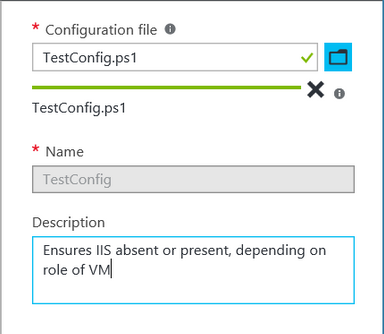 * Configuration file
TestConfig.ps1
TestConfig.ps1
* Name
TestConfig
Description
Ensures IIS absent or present, depending on
role of VM